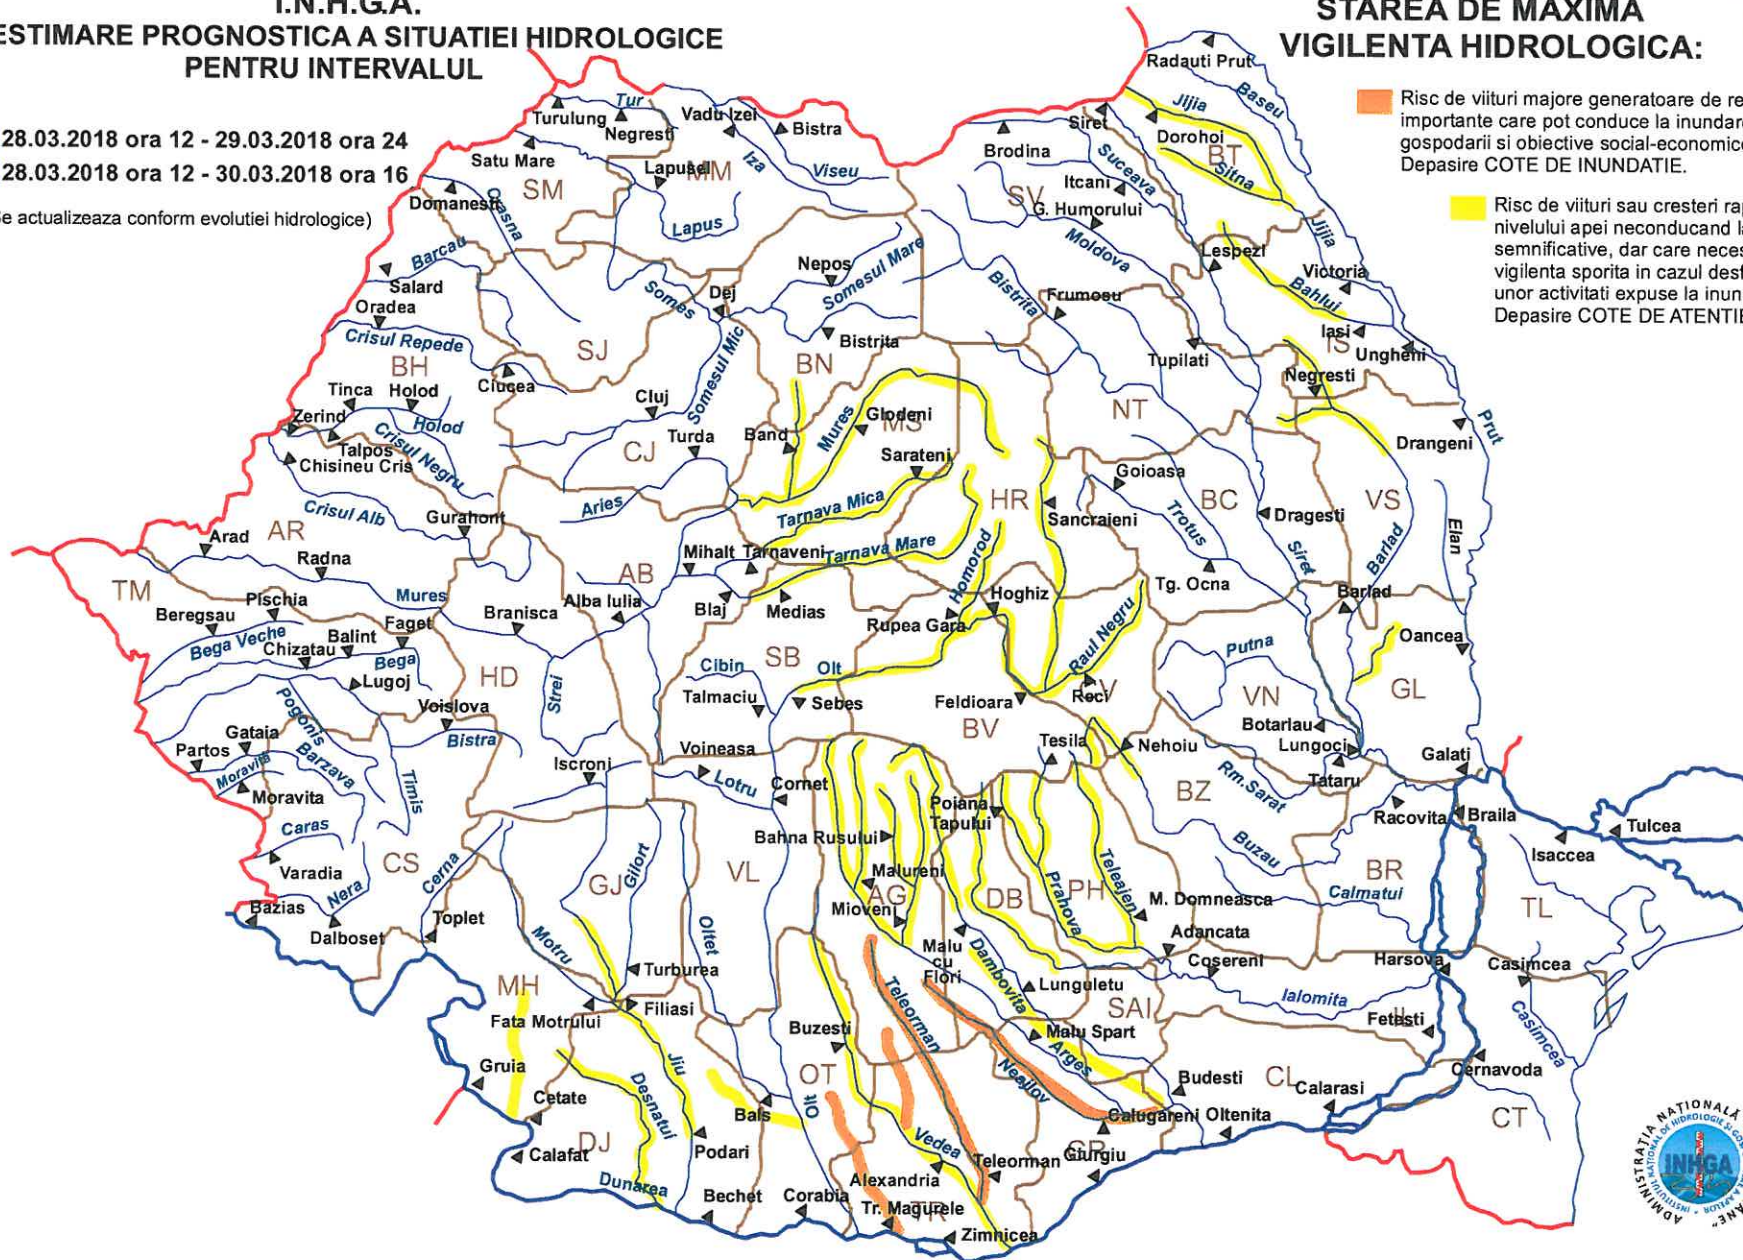 I.N.H.G.A.
ESTIMARE PROGNOSTICA A SITUATIEI HIDROLOGICE
PENTRU INTERVALUL
28.03.2018 ora 12 - 29.03.2018 ora 24
28.03.2018 ora 12 - 30.03.2018 ora 16
se actualizeaza conform evolutiei hidrologice)
STAREA DE MAXIMA
VIGILENTA HIDROLOGICA:
Risc de viituri majore generatoare de re
importante care pot conduce la inundare
gospodarii si obiective social-economice
Depasire COTE DE INUNDATIE.
Risc de viituri sau cresteri rap
nivelului apei neconducand la
semnificative, dar care neces
vigilenta sporita in cazul desf
unor activitati expuse la inun
Depasire COTE DE ATENTIE
Radauti Prut
Baseu
Jijia
Siret
Dorohoi
BT
Sitna
Jijia
Tur
Turulung
Negresti
Vadu Izei
Bistra
Satu Mare
SM
Lapusel
MM
Iza
Viseu
Brodina
Suceava
Itcani
SV
G. Humorului
Moldova
Domanesti
Crasna
Lapus
Barcau
Salard
Nepos
Somesul Mare
Lespezi
Victoria
Bahlui
Bistrita
Frumosu
Oradea
Somes
Dej
Iasi
IS
Ungheni
Crisul Repede
BH
SJ
Somesul Mic
Bistrita
BN
Tupilati
Negresti
Ciucea
Tinca
Holod
Cluj
NT
Prut
Zerind
Holod
Mures
Glodeni
MS
Talpos
Crisul Negru
CJ
Turda
Band
Drangeni
Chisineu Cris
Sarateni
Goioasa
HR
BC
VS
Crisul Alb
Aries
Tarnava Mica
Sancraieni
Trotus
Dragesti
Elan
AR
Gurahont
Arad
Radna
Mihalt
Tarnaveni
Tarnava Mare
Siret
Barlad
TM
AB
Homorod
Tg. Ocna
Mures
Pischia
Branisca
Alba Iulia
Blaj
Medias
Hoghiz
Barlad
Beregsau
Faget
Rupea Gara
Raul Negru
Bega Veche
Balint
Chizatau
Bega
Putna
Oancea
Lugoj
HD
Strei
Cibin
SB
Olt
Talmaciu
Sebes
Feldioara
Reci
CV
VN
GL
Pogonis
Voislova
BV
Botarlau
Gataia
Bistra
Voineasa
Tesila
Nehoiu
Lungoci
Galati
Partos
Barzava
Iscroni
Lotru
Cornet
Tataru
Moravita
Moravita
Timis
BZ
Rm.Sarat
Poiana
Tapului
Racovita
Braila
Tulcea
Caras
Bahna Rusului
Buzau
Isaccea
Varadia
CS
Cerna
GJ
Gilort
VL
Malureni
AG
DB
Prahova
PH
Teleajen
BR
Calmatui
Nera
Bazias
Dalboset
Toplet
Mioveni
M. Domneasca
TL
Motru
Oltet
Malu
cu
Flori
Adancata
Turburea
Dambovita
Cosereni
Harsova
Casimcea
MH
Teleorman
Lunguletu
Ialomita
Fata Motrului
Filiasi
SAI
Buzesti
Malu Spart
Fetesti
IL
Casimcea
Gruia
Jiu
OT
Neajlov
Arges
Cernavoda
Cetate
Desnatui
Olt
Budesti
CL
Calarasi
Bals
Calugareni
Oltenita
CT
DJ
Calafat
Podari
Vedea
Teleorman
GR
Giurgiu
Dunarea
Alexandria
Bechet
Corabia
Tr. Magurele
TR
Zimnicea
INHGA